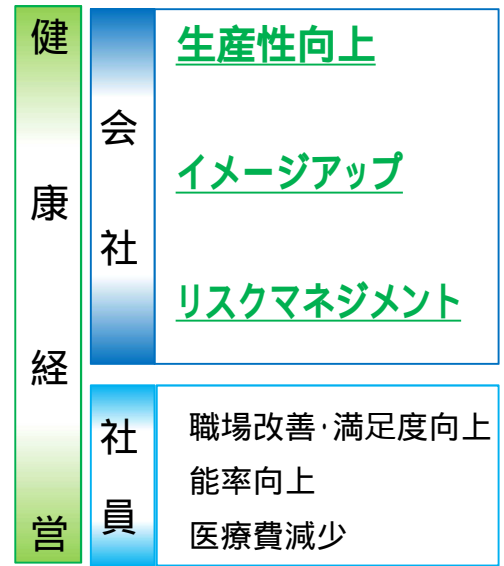 健康経営
会社
生産性向上
イメージアップ
リスクマネジメント
社員
職場改善･満足度向上
能率向上
医療費減少